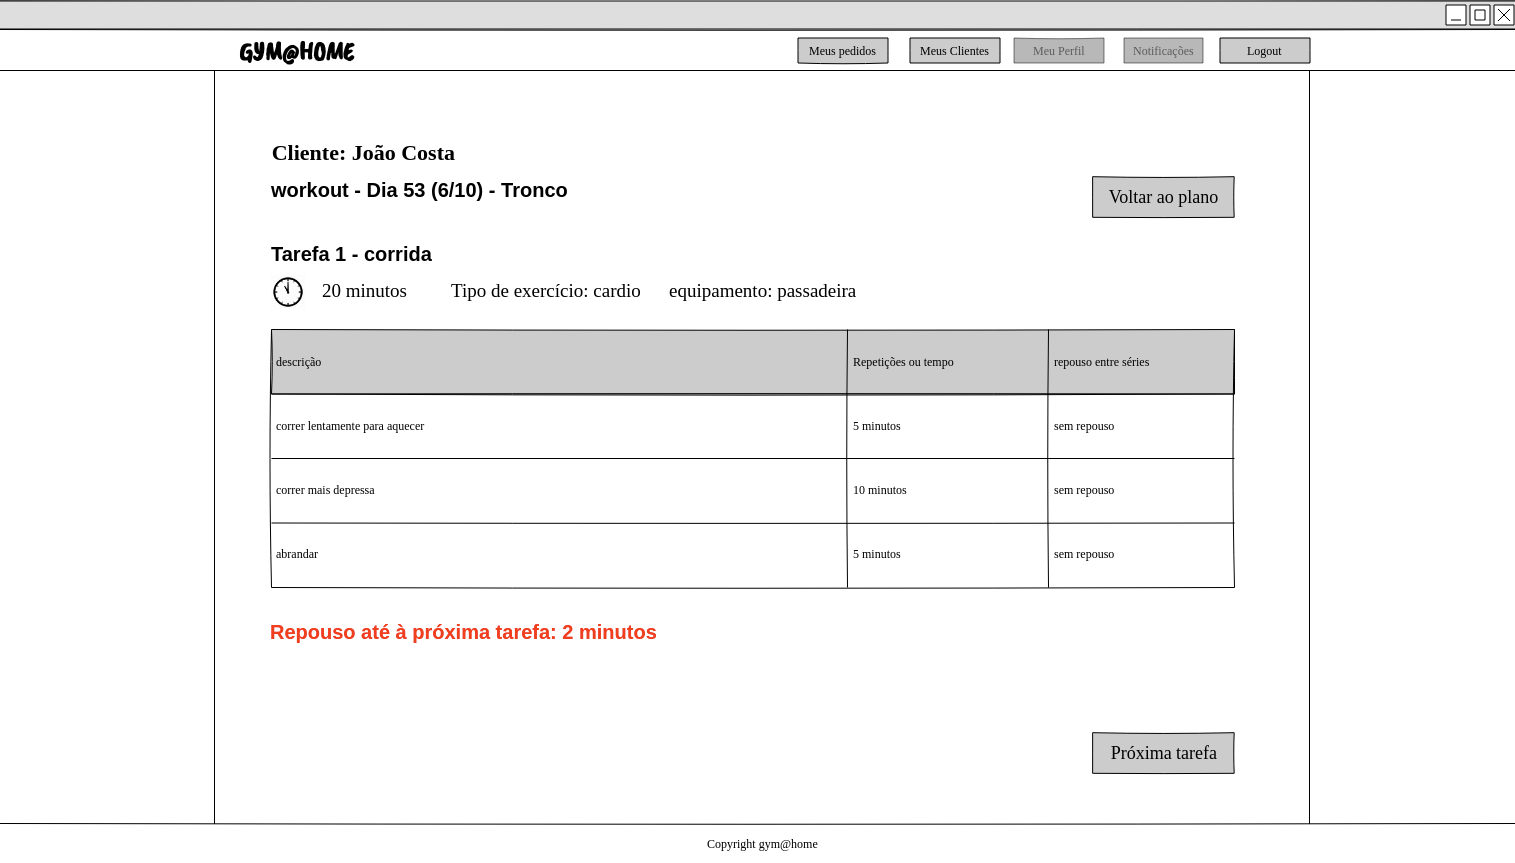 GYM@HOME
Meus pedidos
Meus Clientes
Meu Perfil
Notificações
Logout
Cliente: João Costa
workout - Dia 53 (6/10) - Tronco
Voltar ao plano
Tarefa 1 - corrida
20 minutos Tipo de exercício: cardio equipamento: passadeira
descrição Repetições ou tempo repouso entre séries
correr lentamente para aquecer 5 minutos sem repouso
correr mais depressa 10 minutos sem repouso
abrandar 5 minutos sem repouso
Repouso até à próxima tarefa: 2 minutos
Próxima tarefa
Copyright gym@home